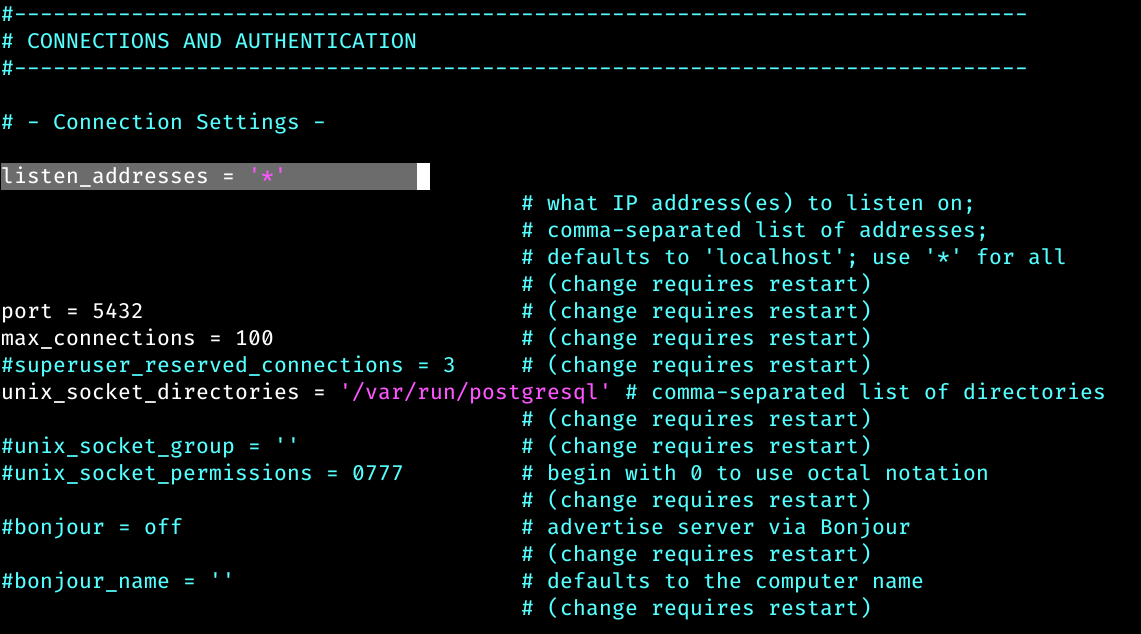 #------------------------------------------------------------------------------
# CONNECTIONS AND AUTHENTICATION
#------------------------------------------------------------------------------

# - Connection Settings -

listen_addresses = '*'
                                        # what IP address(es) to listen on;
                                        # comma-separated list of addresses;
                                        # defaults to 'localhost'; use '*' for all
                                        # (change requires restart)
port = 5432                             # (change requires restart)
max_connections = 100                   # (change requires restart)
#superuser_reserved_connections = 3     # (change requires restart)
unix_socket_directories = '/var/run/postgresql' # comma-separated list of directories
                                        # (change requires restart)
#unix_socket_group = ''                 # (change requires restart)
#unix_socket_permissions = 0777         # begin with 0 to use octal notation
                                        # (change requires restart)
#bonjour = off                          # advertise server via Bonjour
                                        # (change requires restart)
#bonjour_name = ''                      # defaults to the computer name
                                        # (change requires restart)